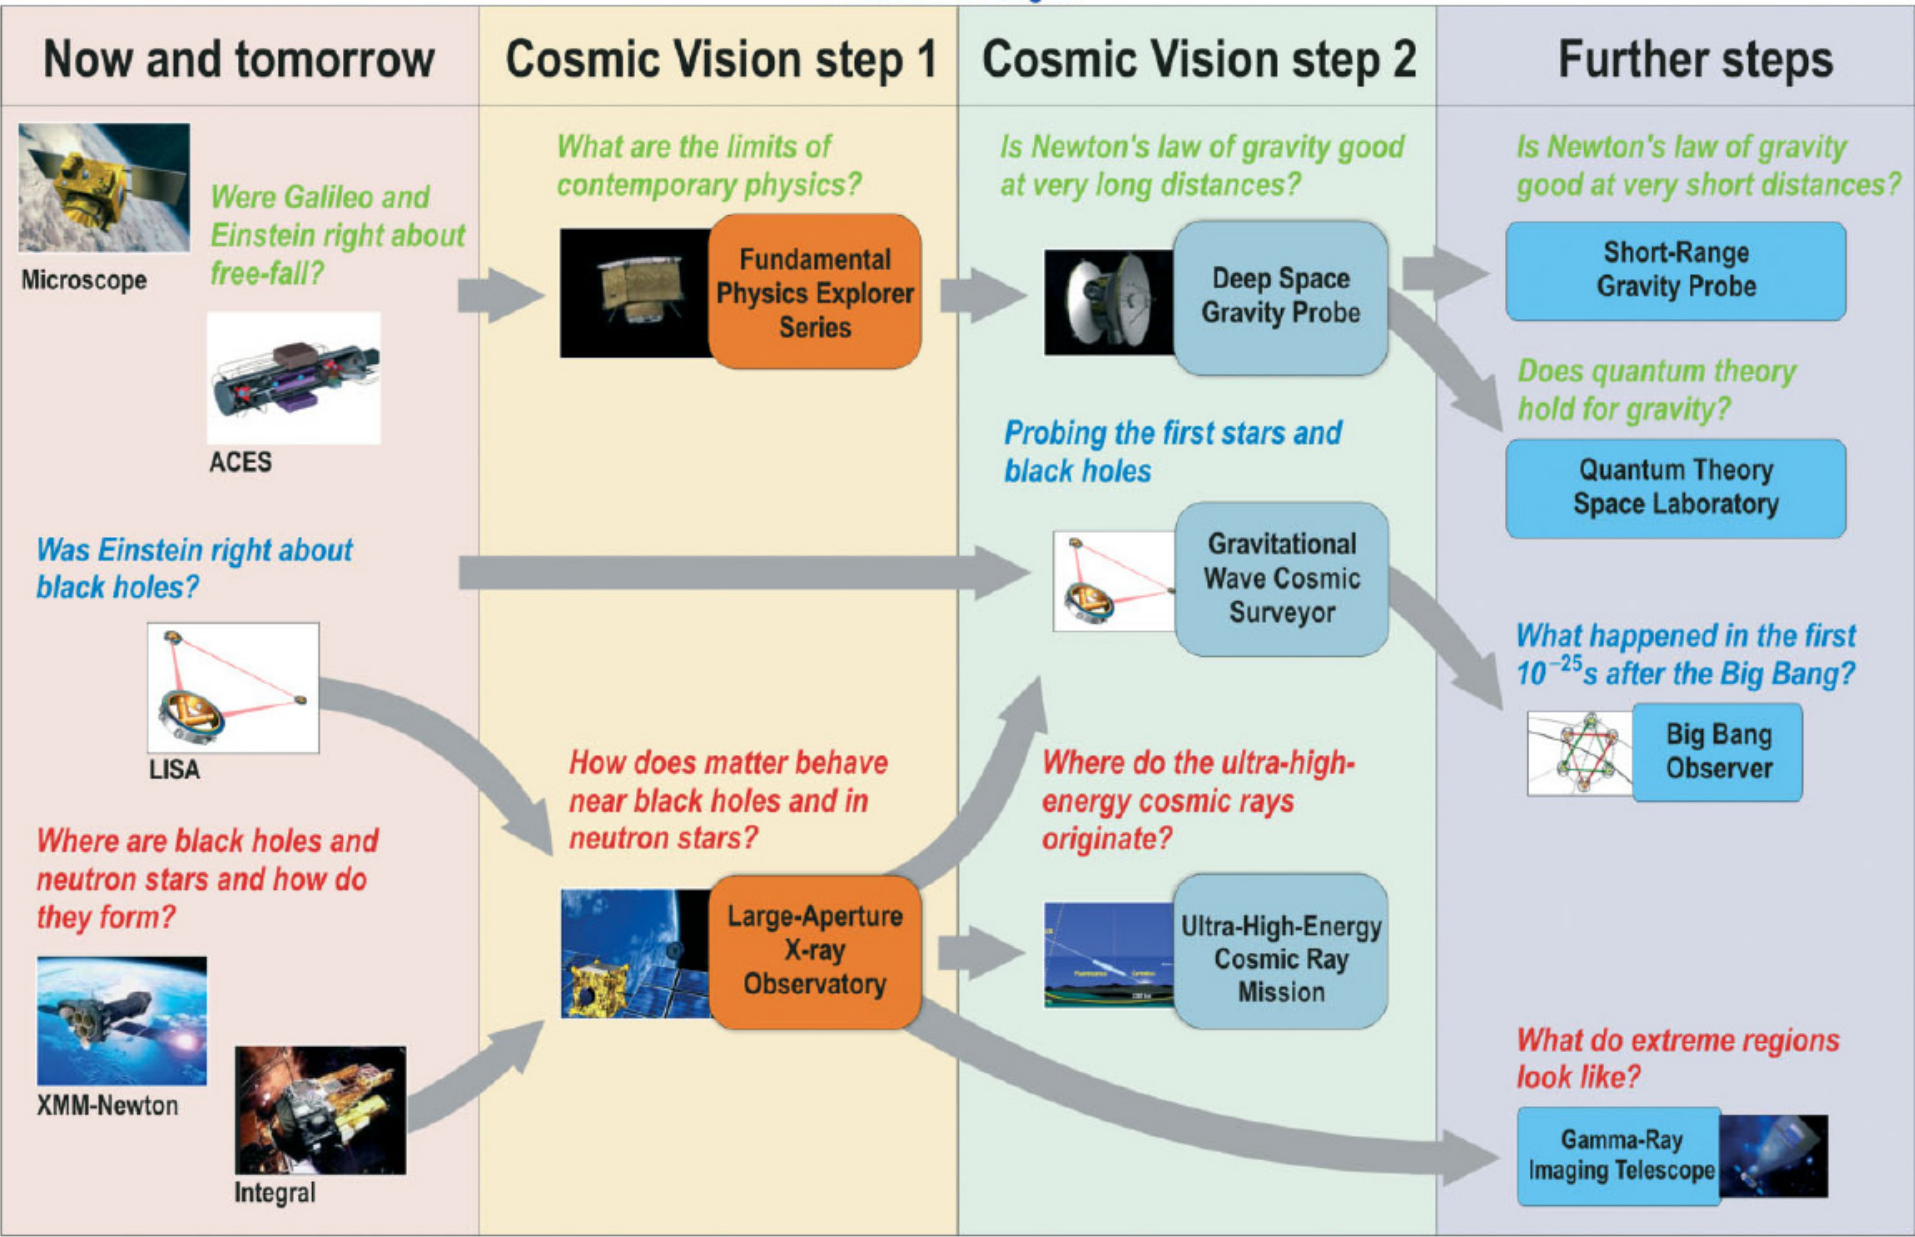 Now and tomorrow
Cosmic Vision step 1
Cosmic Vision step 2
Further steps
Microscope
Were Galileo and
Einstein right about
free-fall?
ACES
Was Einstein right about
black holes?
LISA
Where are black holes and
neutron stars and how do
they form?
XMM-Newton
Integral
What are the limits of
contemporary physics?
Fundamental
Physics Explorer
Series
How does matter behave
near black holes and in
neutron stars?
Large-Aperture
X-ray
Observatory
Is Newton's law of gravity good
at very long distances?
Deep Space
Gravity Probe
Probing the first stars and
black holes
Gravitational
Wave Cosmic
Surveyor
Where do the ultra-high-
energy cosmic rays
originate?
Ultra-High-Energy
Cosmic Ray
Mission
Is Newton's law of gravity
good at very short distances?
Short-Range
Gravity Probe
Does quantum theory
hold for gravity?
Quantum Theory
Space Laboratory
What happened in the first
10⁻²⁵s after the Big Bang?
Big Bang
Observer
What do extreme regions
look like?
Gamma-Ray
Imaging Telescope